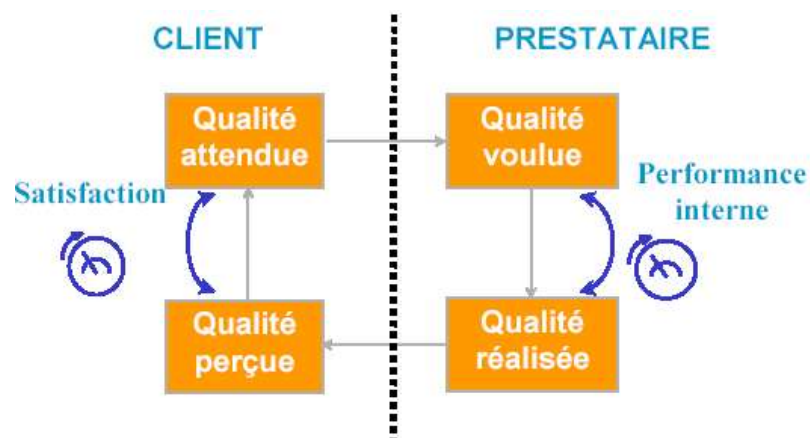 CLIENT
PRESTATAIRE
Qualité
attendue
Qualité
voulue
Satisfaction
Performance
interne
Qualité
perçue
Qualité
réalisée